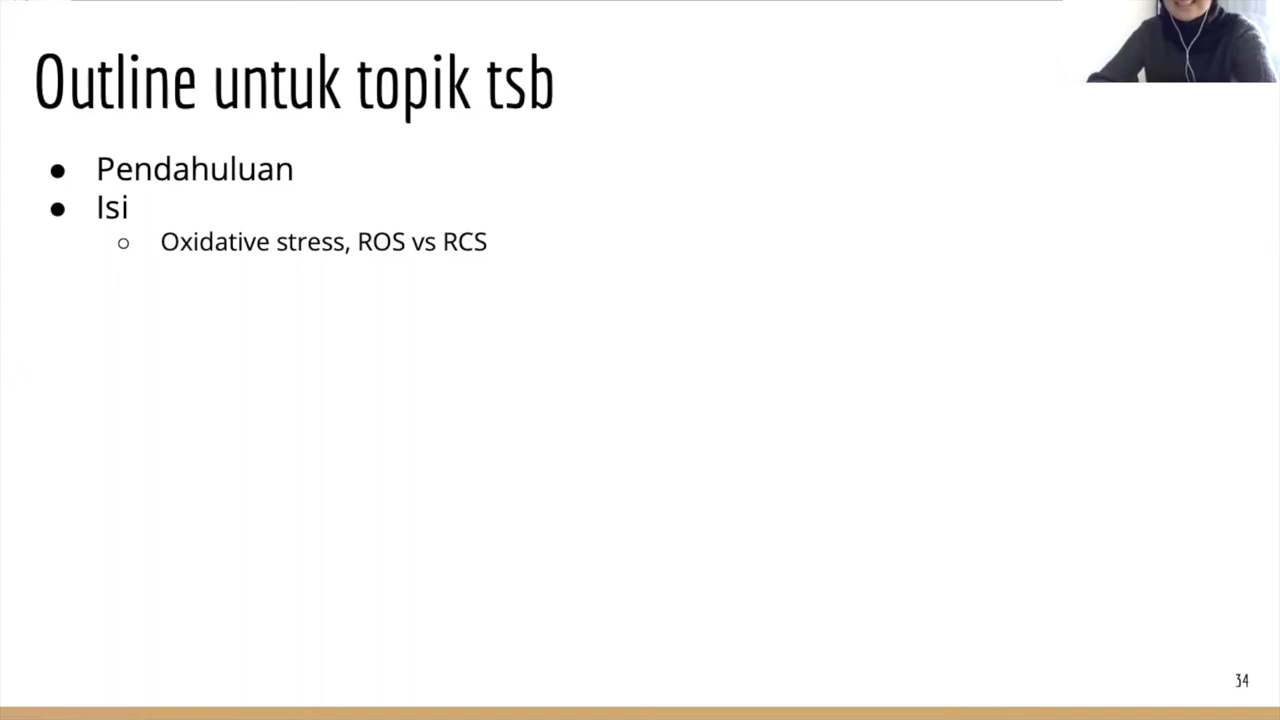 Outline untuk topik tsb
● Pendahuluan
● Isi
○ Oxidative stress, ROS vs RCS
34